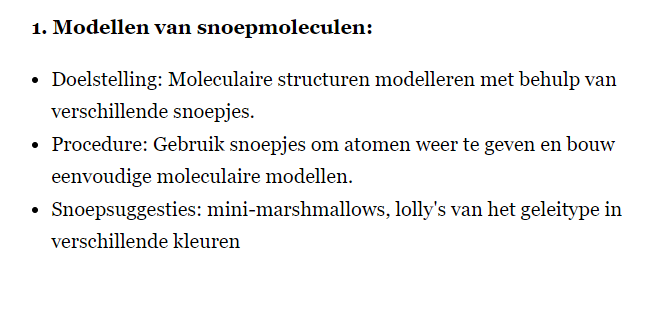 1. Modellen van snoepmoleculen:
• Doelstelling: Moleculaire structuren modelleren met behulp van
verschillende snoepjes.
• Procedure: Gebruik snoepjes om atomen weer te geven en bouw
eenvoudige moleculaire modellen.
• Snoepsuggesties: mini-marshmallows, lolly's van het geleitype in
verschillende kleuren